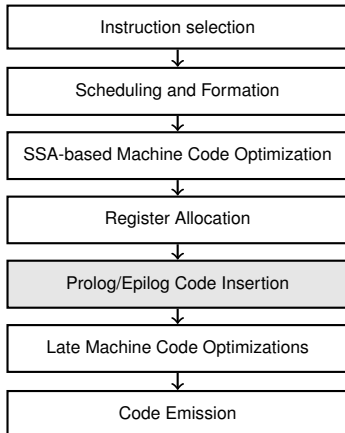 Instruction selection
Scheduling and Formation
SSA-based Machine Code Optimization
Register Allocation
Prolog/Epilog Code Insertion
Late Machine Code Optimizations
Code Emission